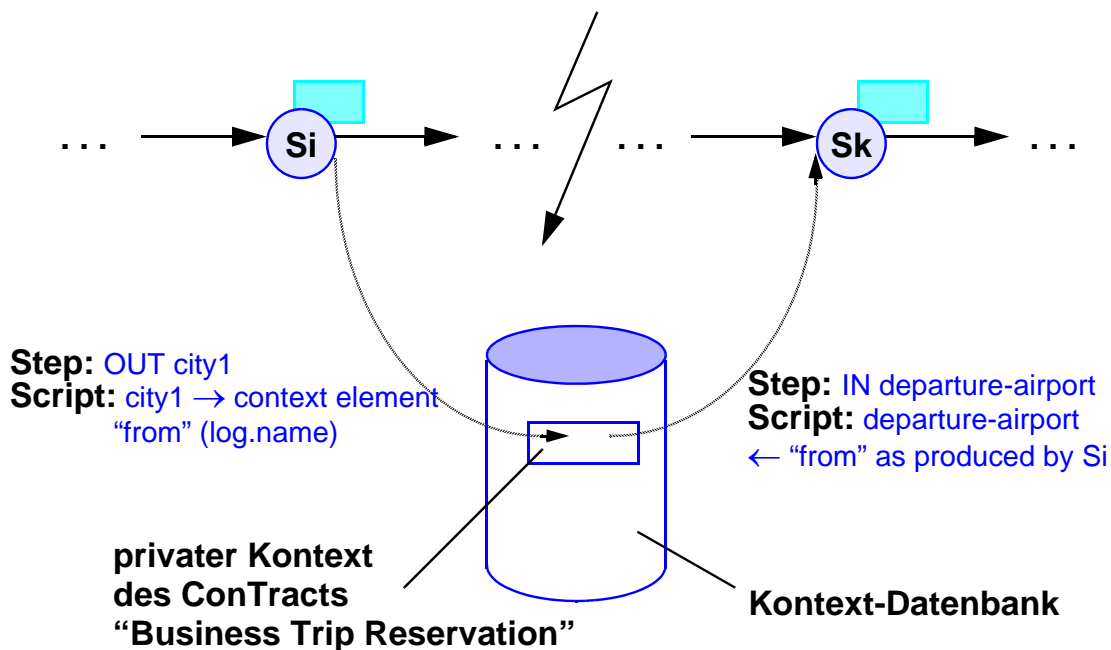 . . .
Si
. . .
. . .
Sk
. . .
Step: OUT city1
Script: city1 → context element
“from” (log.name)
Step: IN departure-airport
Script: departure-airport
← “from” as produced by Si
privater Kontext
des ConTracts
“Business Trip Reservation”
Kontext-Datenbank